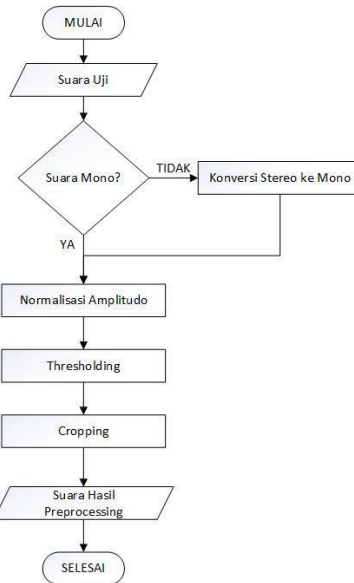 MULAI
Suara Uji
Suara Mono?
TIDAK
Konversi Stereo ke Mono
YA
Normalisasi Amplitudo
Thresholding
Cropping
Suara Hasil
Preprocessing
SELESAI